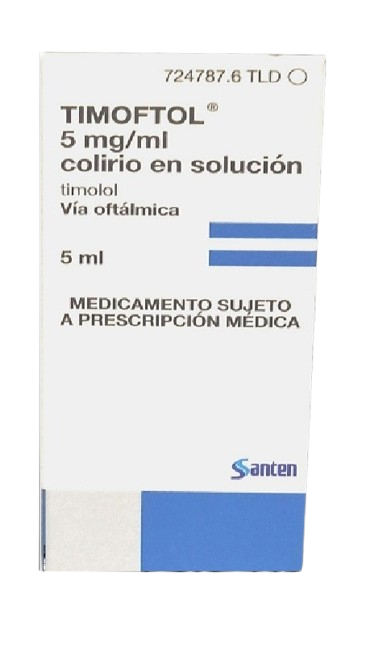 724787.6 TLD
TIMOFTOL®
5 mg/ml
colirio en solución
timolol
Vía oftálmica
5 ml
MEDICAMENTO SUJETO
A PRESCRIPCIÓN MÉDICA
Santen